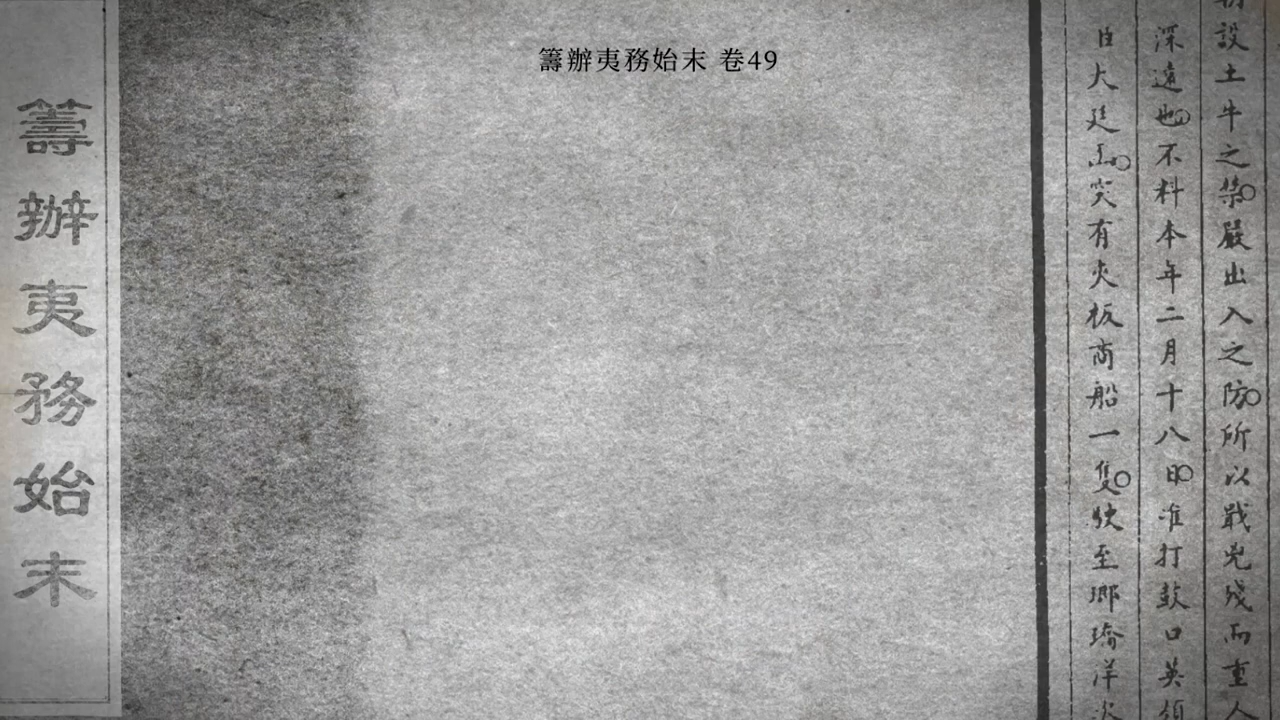 籌辦夷務始末 卷49
設土牛之禁嚴出入之防所以戢兇殘而重人
深遠也不料本年二月十八日准打鼓口英領
臣大廷函突有夾板商船一隻駛至瑯𤩝洋
籌辦夷務始末